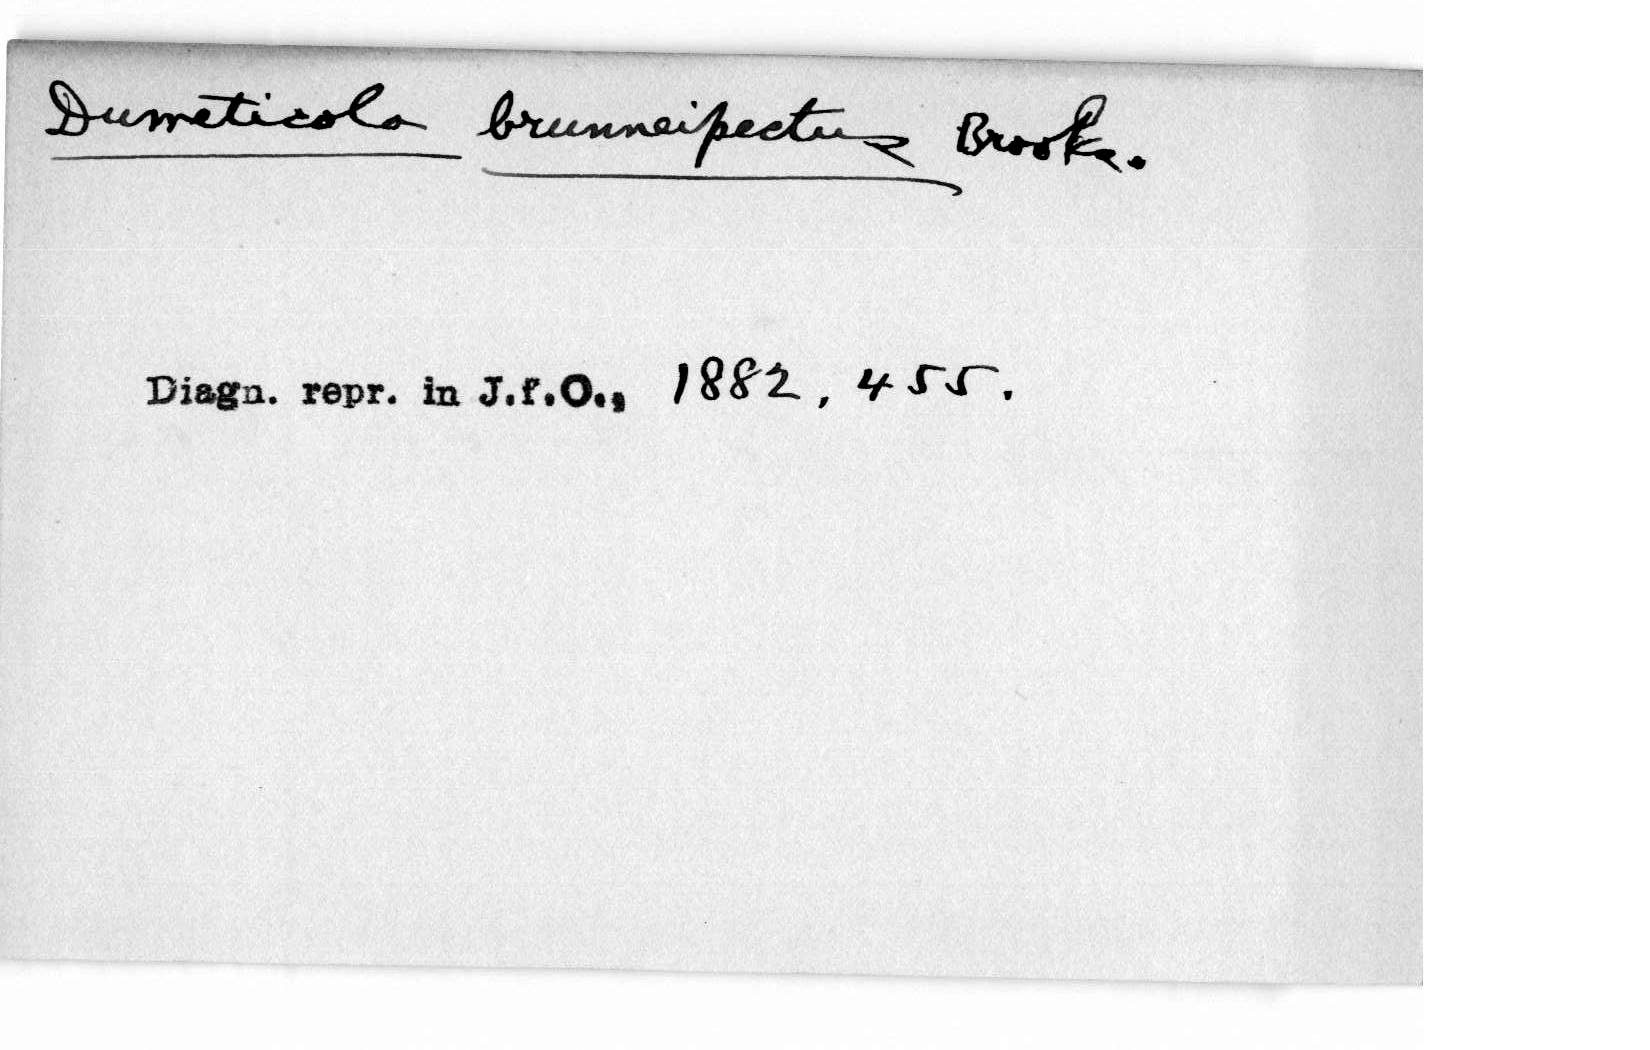 Dumeticola brunneipectus Brooks.
Diagn. repr. in J.f.O., 1882, 455.